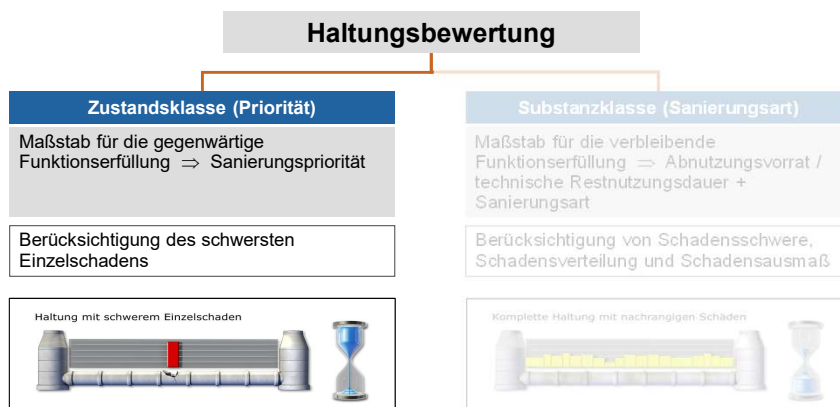 Haltungsbewertung
Zustandsklasse (Priorität)
Maßstab für die gegenwärtige
Funktionserfüllung ⇒ Sanierungspriorität
Berücksichtigung des schwersten
Einzelschadens
Haltung mit schwerem Einzelschaden
Substanzklasse (Sanierungsart)
Maßstab für die verbleibende
Funktionserfüllung ⇒ Abnutzungsvorrat /
technische Restnutzungsdauer +
Sanierungsart
Berücksichtigung von Schadensschwere,
Schadensverteilung und Schadensausmaß
Komplette Haltung mit nachrangigen Schäden